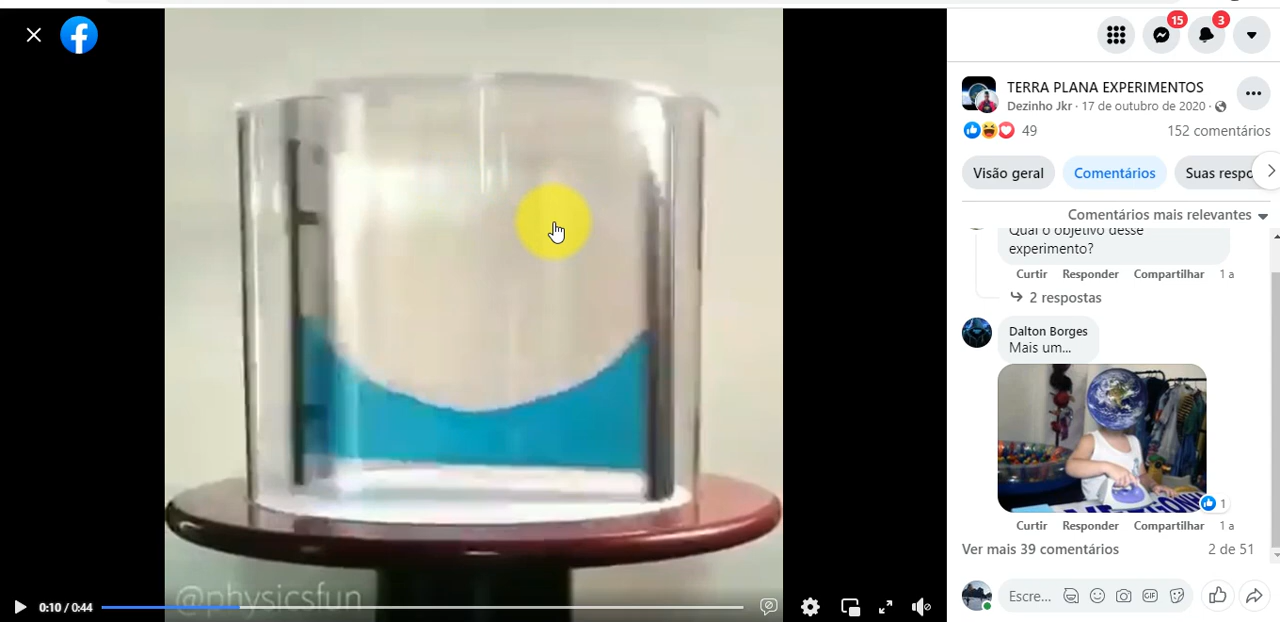 15
3
TERRA PLANA EXPERIMENTOS
Dezinho Jkr · 17 de outubro de 2020 ·
49
152 comentários
Visão geral
Comentários
Suas respo
Comentários mais relevantes
Qual o objetivo desse
experimento?
Curtir Responder Compartilhar 1 a
2 respostas
Dalton Borges
Mais um...
1
Curtir Responder Compartilhar 1 a
Ver mais 39 comentários
2 de 51
Escre...
GIF
@physicsfun
0:10 / 0:44